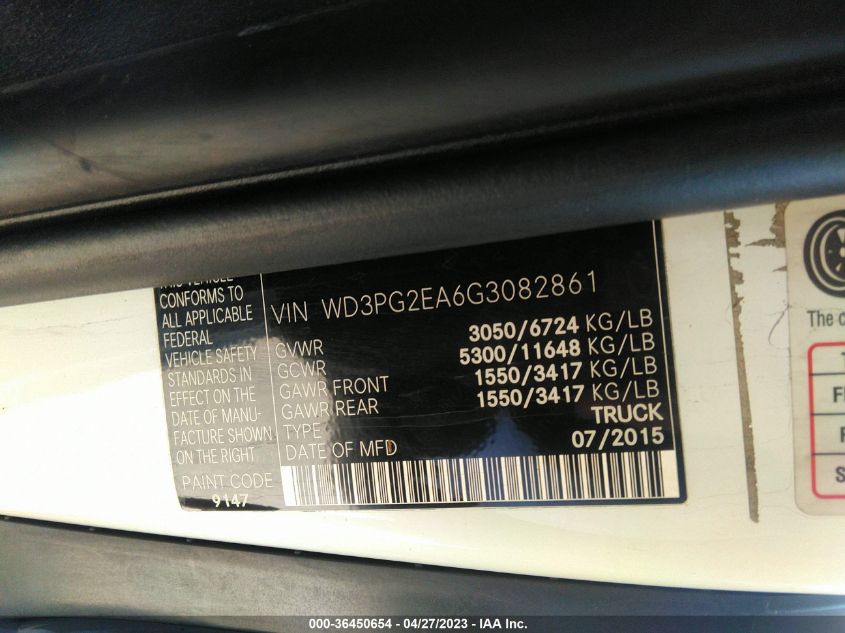 THIS VEHICLE
CONFORMS TO
ALL APPLICABLE
FEDERAL
VEHICLE SAFETY
STANDARDS IN
EFFECT ON THE
DATE OF MANU-
FACTURE SHOWN
ON THE RIGHT.
PAINT CODE
9147
VIN WD3PG2EA6G3082861
GVWR 3050/6724 KG/LB
GCWR 5300/11648 KG/LB
GAWR FRONT 1550/3417 KG/LB
GAWR REAR 1550/3417 KG/LB
TYPE TRUCK
DATE OF MFD 07/2015
The c
T
F
S
000-36450654 - 04/27/2023 - IAA Inc.